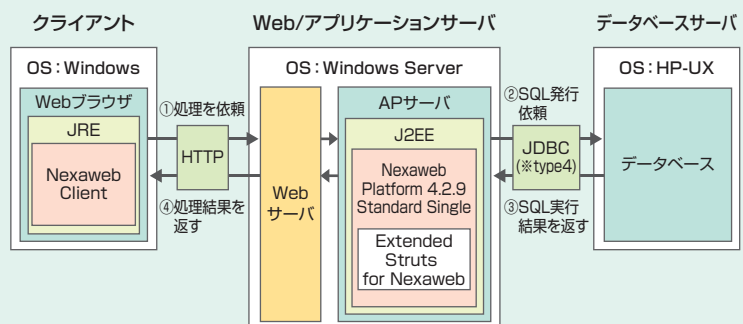 クライアント
Web/アプリケーションサーバ
データベースサーバ
OS:Windows
Webブラウザ
JRE
Nexaweb
Client
①処理を依頼
HTTP
④処理結果を
返す
OS:Windows Server
Web
サーバ
APサーバ
J2EE
Nexaweb
Platform 4.2.9
Standard Single
Extended
Struts
for Nexaweb
②SQL発行
依頼
JDBC
(※type4)
③SQL実行
結果を返す
OS:HP-UX
データベース